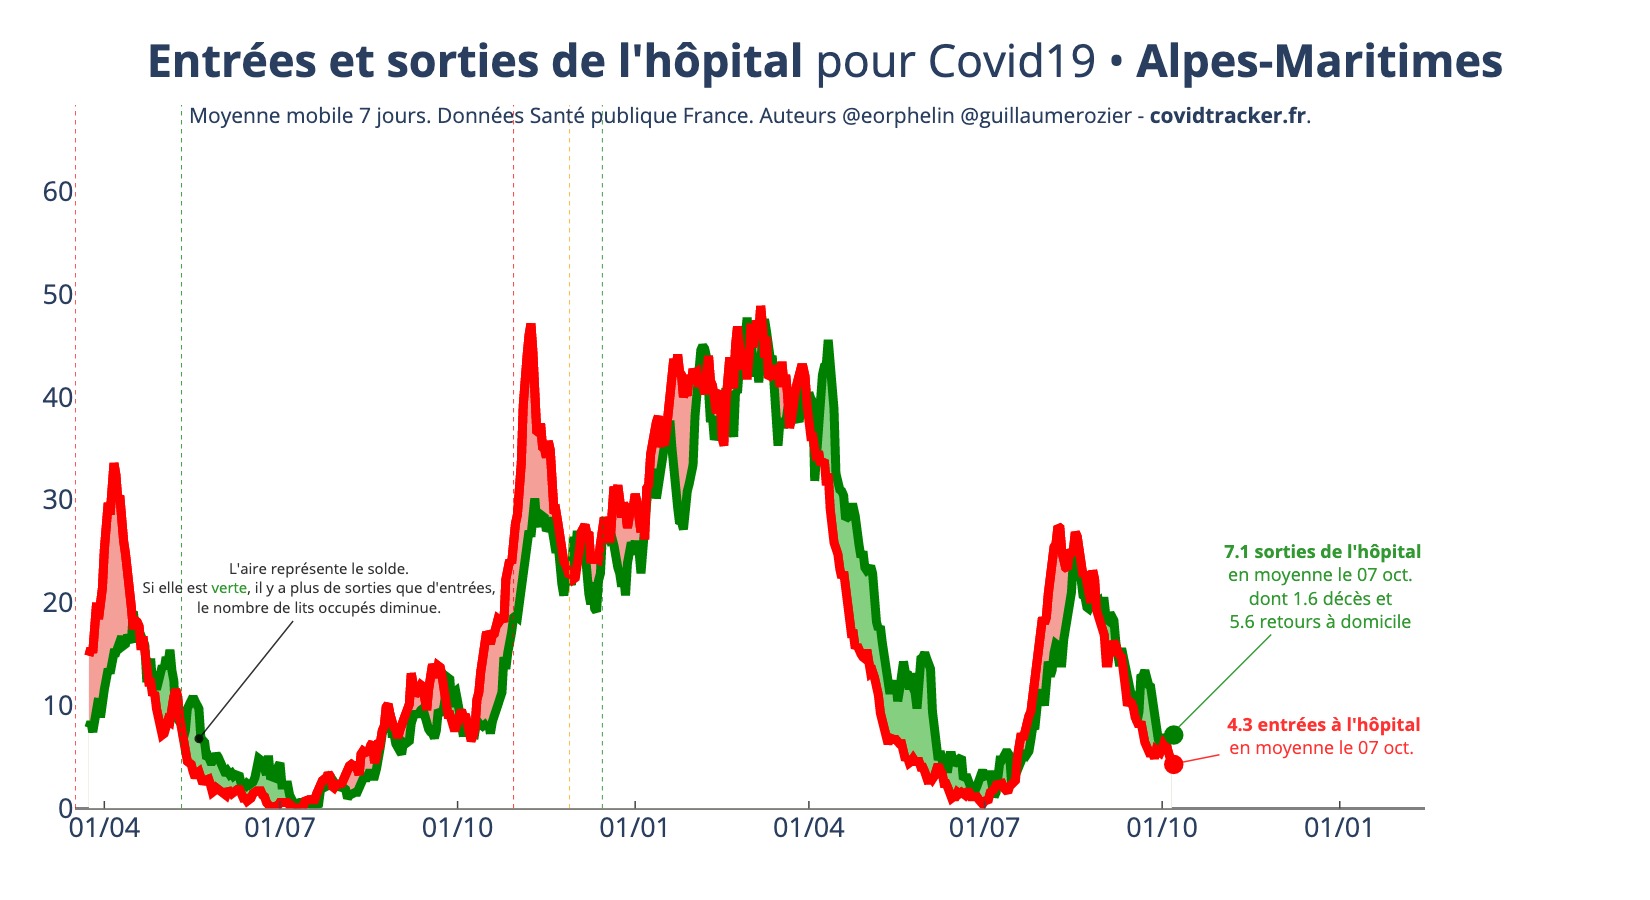 Entrées et sorties de l'hôpital pour Covid19 • Alpes-Maritimes
Moyenne mobile 7 jours. Données Santé publique France. Auteurs @eorphelin @guillaumerozier - covidtracker.fr.
60
50
40
30
20
10
0
L'aire représente le solde.
Si elle est verte, il y a plus de sorties que d'entrées,
le nombre de lits occupés diminue.
7.1 sorties de l'hôpital
en moyenne le 07 oct.
dont 1.6 décès et
5.6 retours à domicile
4.3 entrées à l'hôpital
en moyenne le 07 oct.
01/04 01/07 01/10 01/01 01/04 01/07 01/10 01/01